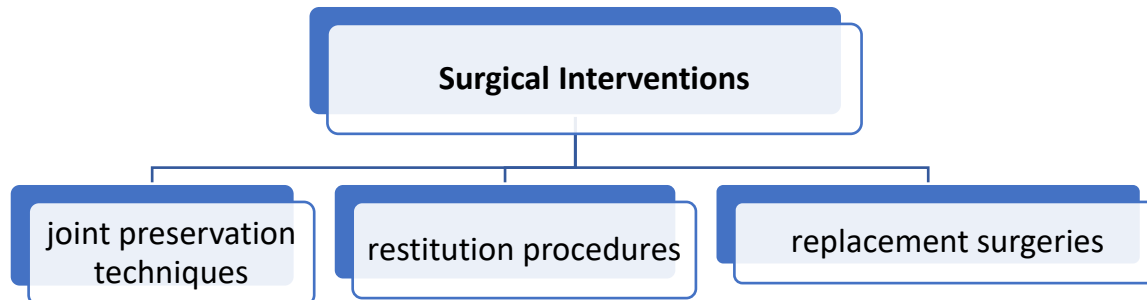 Surgical Interventions
joint preservation
techniques
restitution procedures
replacement surgeries